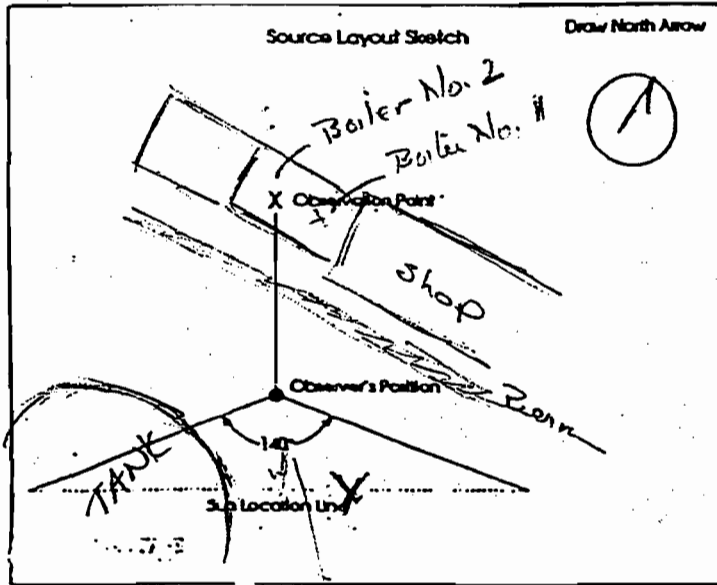 Source Layout Sketch
Draw North Arrow
Boiler No. 2
Boiler No. 1
X Observation Point
X
Shop
Observer's Position
Berm
140
TANK
Sun Location Line